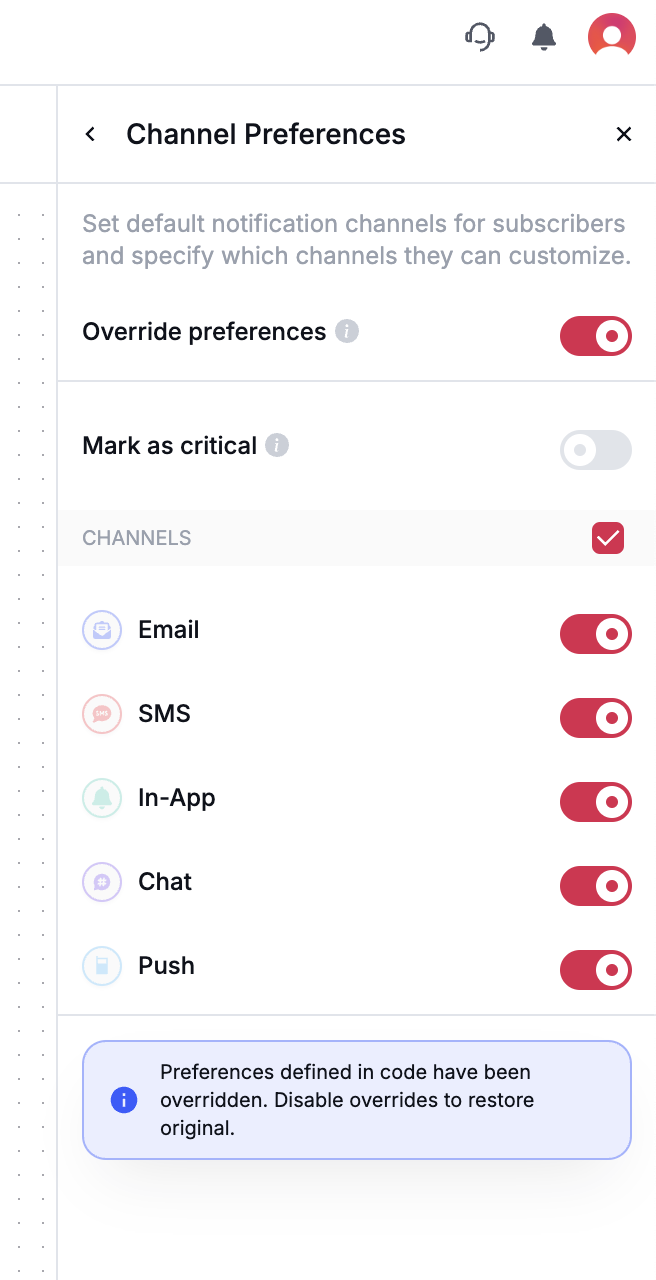 Channel Preferences
Set default notification channels for subscribers
and specify which channels they can customize.
Override preferences
Mark as critical
CHANNELS
Email
SMS
SMS
In-App
Chat
Push
Preferences defined in code have been
overridden. Disable overrides to restore
original.